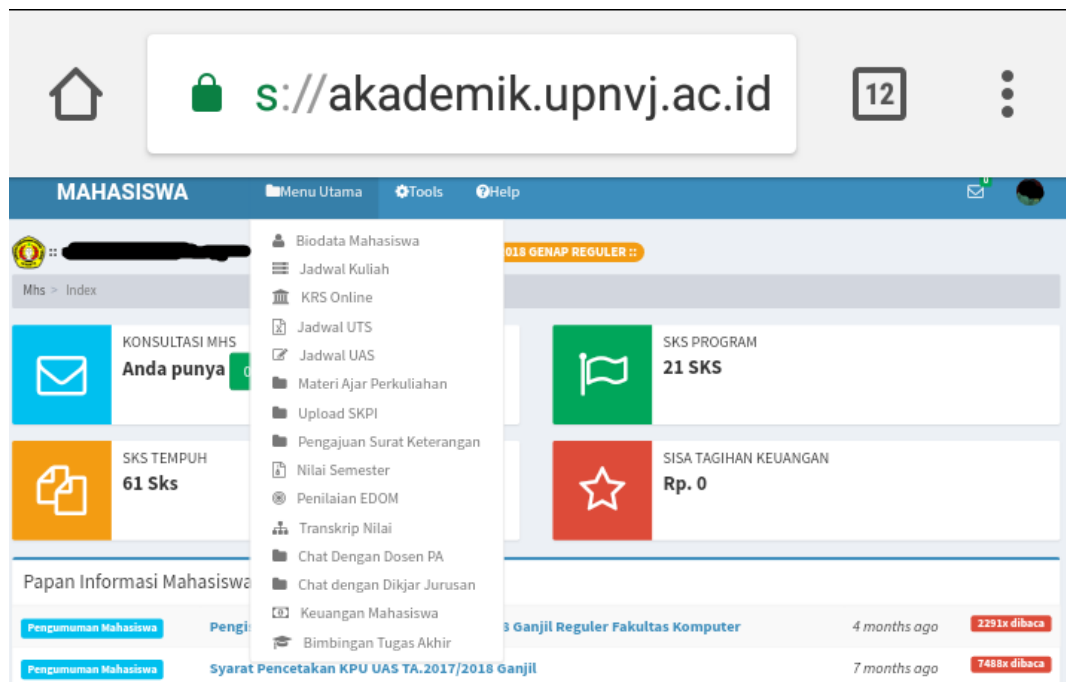 s://akademik.upnvj.ac.id
12
MAHASISWA
Menu Utama
Tools
Help
0
::
018 GENAP REGULER ::
Mhs > Index
Biodata Mahasiswa
Jadwal Kuliah
KRS Online
Jadwal UTS
Jadwal UAS
Materi Ajar Perkuliahan
Upload SKPI
Pengajuan Surat Keterangan
Nilai Semester
Penilaian EDOM
Transkrip Nilai
Chat Dengan Dosen PA
Chat dengan Dikjar Jurusan
Keuangan Mahasiswa
Bimbingan Tugas Akhir
KONSULTASI MHS
Anda punya
SKS PROGRAM
21 SKS
SKS TEMPUH
61 Sks
SISA TAGIHAN KEUANGAN
Rp. 0
Papan Informasi Mahasiswa
Pengumuman Mahasiswa
Ganjil Reguler Fakultas Komputer
4 months ago
2291x dibaca
Pengumuman Mahasiswa
Syarat Pencetakan KPU UAS TA.2017/2018 Ganjil
7 months ago
7488x dibaca